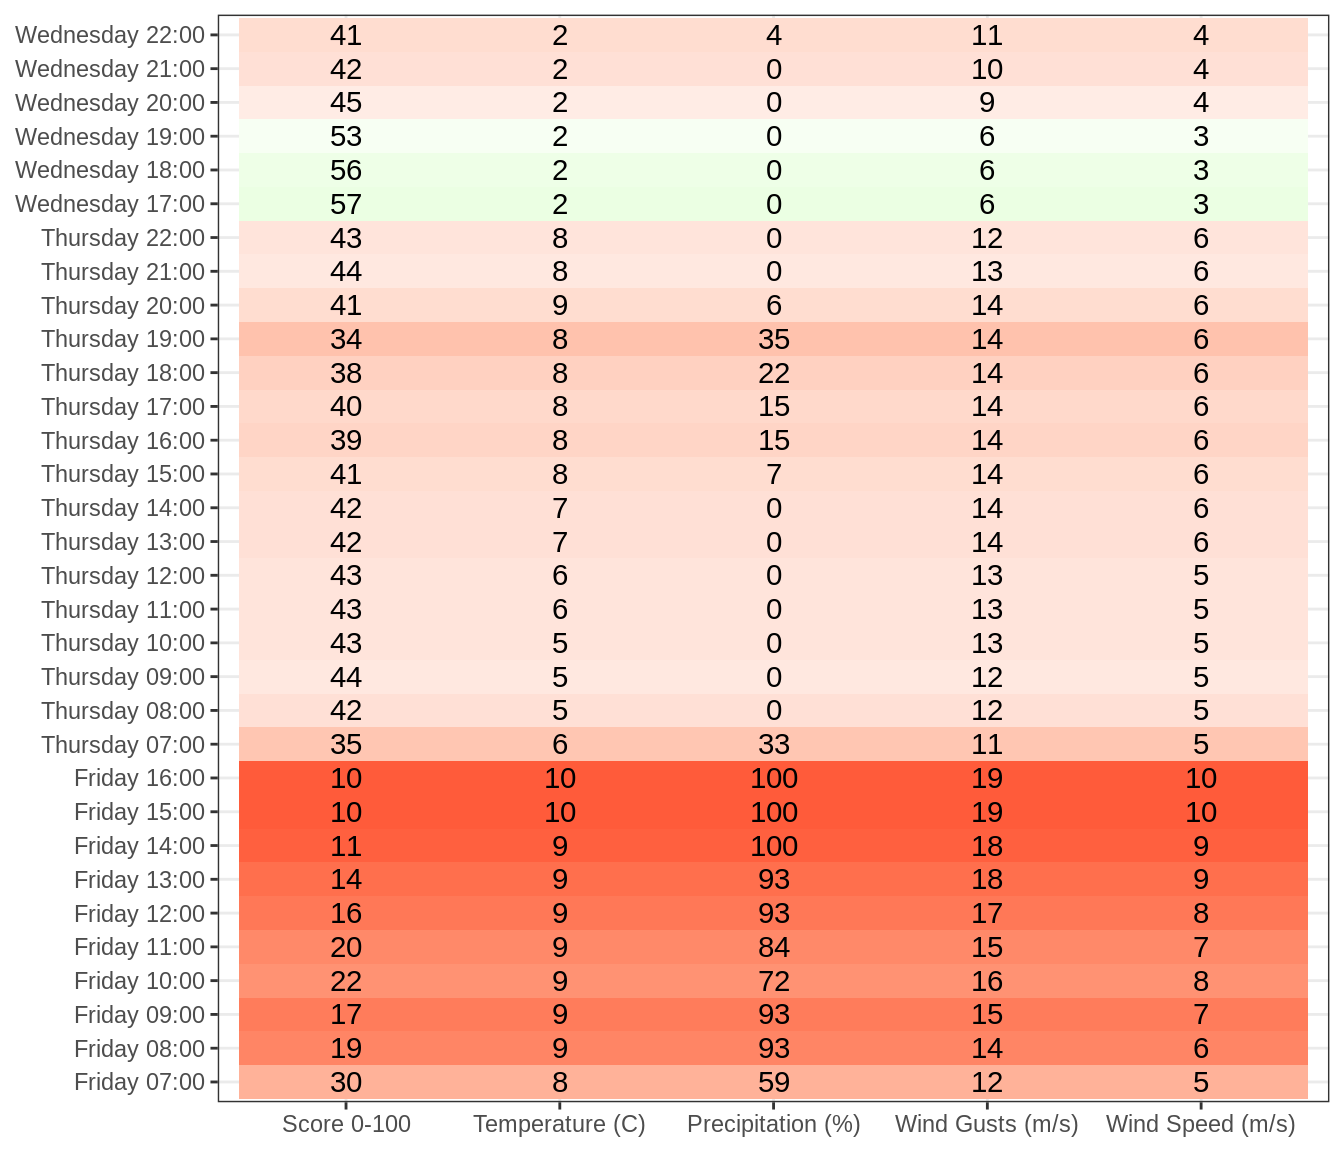 Wednesday 22:00 41 2 4 11 4
Wednesday 21:00 42 2 0 10 4
Wednesday 20:00 45 2 0 9 4
Wednesday 19:00 53 2 0 6 3
Wednesday 18:00 56 2 0 6 3
Wednesday 17:00 57 2 0 6 3
Thursday 22:00 43 8 0 12 6
Thursday 21:00 44 8 0 13 6
Thursday 20:00 41 9 6 14 6
Thursday 19:00 34 8 35 14 6
Thursday 18:00 38 8 22 14 6
Thursday 17:00 40 8 15 14 6
Thursday 16:00 39 8 15 14 6
Thursday 15:00 41 8 7 14 6
Thursday 14:00 42 7 0 14 6
Thursday 13:00 42 7 0 14 6
Thursday 12:00 43 6 0 13 5
Thursday 11:00 43 6 0 13 5
Thursday 10:00 43 5 0 13 5
Thursday 09:00 44 5 0 12 5
Thursday 08:00 42 5 0 12 5
Thursday 07:00 35 6 33 11 5
Friday 16:00 10 10 100 19 10
Friday 15:00 10 10 100 19 10
Friday 14:00 11 9 100 18 9
Friday 13:00 14 9 93 18 9
Friday 12:00 16 9 93 17 8
Friday 11:00 20 9 84 15 7
Friday 10:00 22 9 72 16 8
Friday 09:00 17 9 93 15 7
Friday 08:00 19 9 93 14 6
Friday 07:00 30 8 59 12 5
Score 0-100 Temperature (C) Precipitation (%) Wind Gusts (m/s) Wind Speed (m/s)